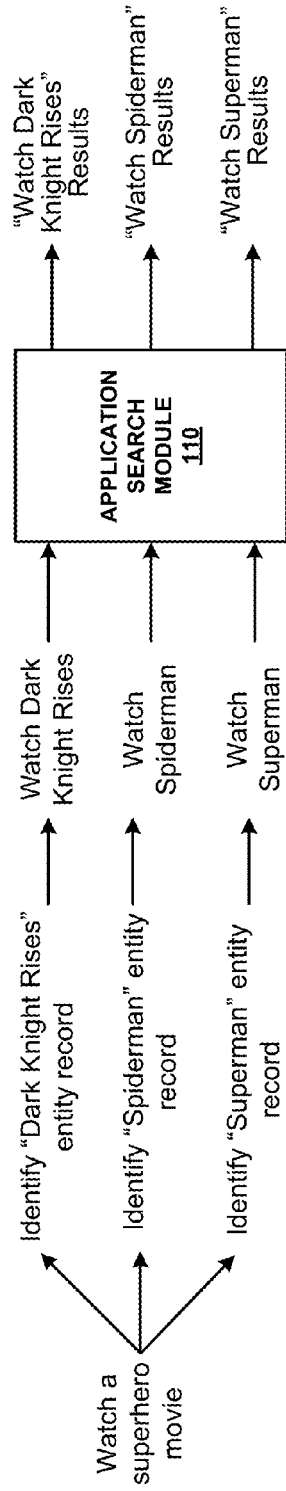 Watch a
superhero
movie
Identify “Dark Knight Rises”
entity record
Identify “Spiderman” entity
record
Identify “Superman” entity
record
Watch Dark
Knight Rises
Watch
Spiderman
Watch
Superman
APPLICATION
SEARCH
MODULE
110
“Watch Dark
Knight Rises”
Results
“Watch Spiderman”
Results
“Watch Superman”
Results